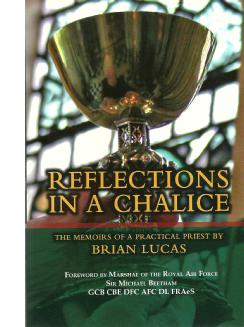 REFLECTIONS
IN A CHALICE
THE MEMOIRS OF A PRACTICAL PRIEST BY
BRIAN LUCAS
FOREWORD BY MARSHAL OF THE ROYAL AIR FORCE
SIR MICHAEL BEETHAM
GCB CBE DFC AFC DL FRAeS